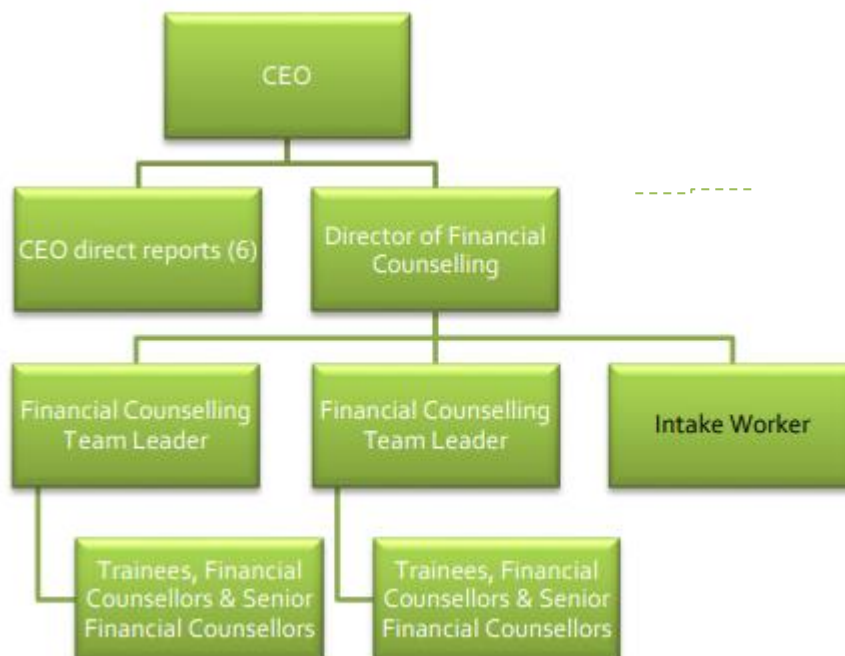 CEO
CEO direct reports (6)
Director of Financial
Counselling
Financial Counselling
Team Leader
Financial Counselling
Team Leader
Intake Worker
Trainees, Financial
Counsellors & Senior
Financial Counsellors
Trainees, Financial
Counsellors & Senior
Financial Counsellors